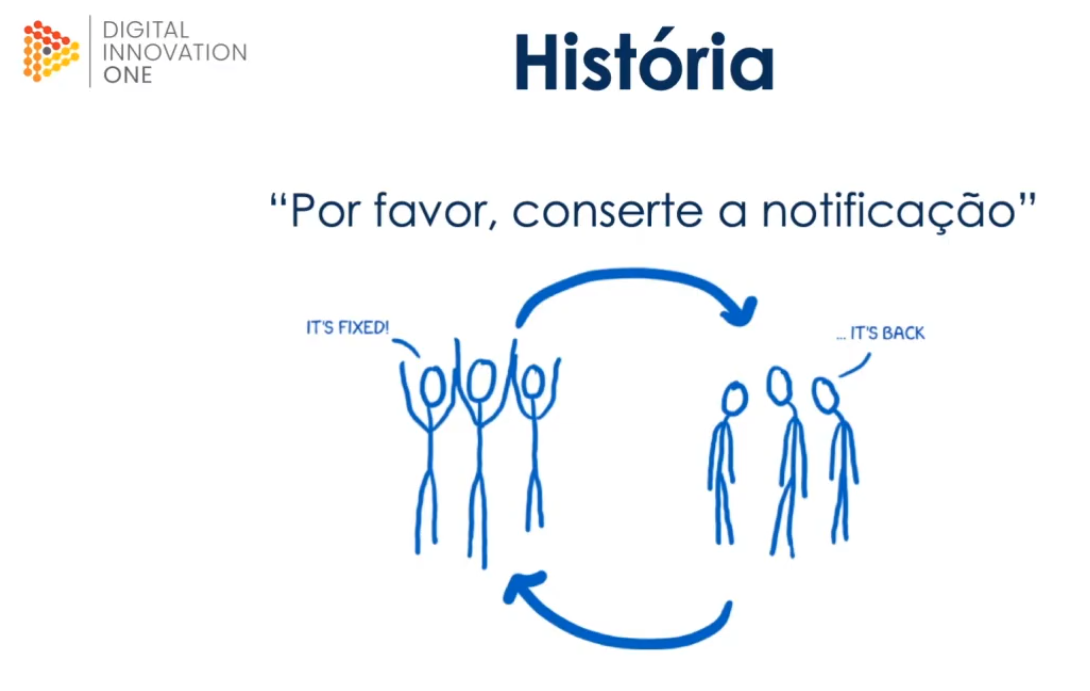 DIGITAL
INNOVATION
ONE
História
“Por favor, conserte a notificação”
IT'S FIXED!
... IT'S BACK